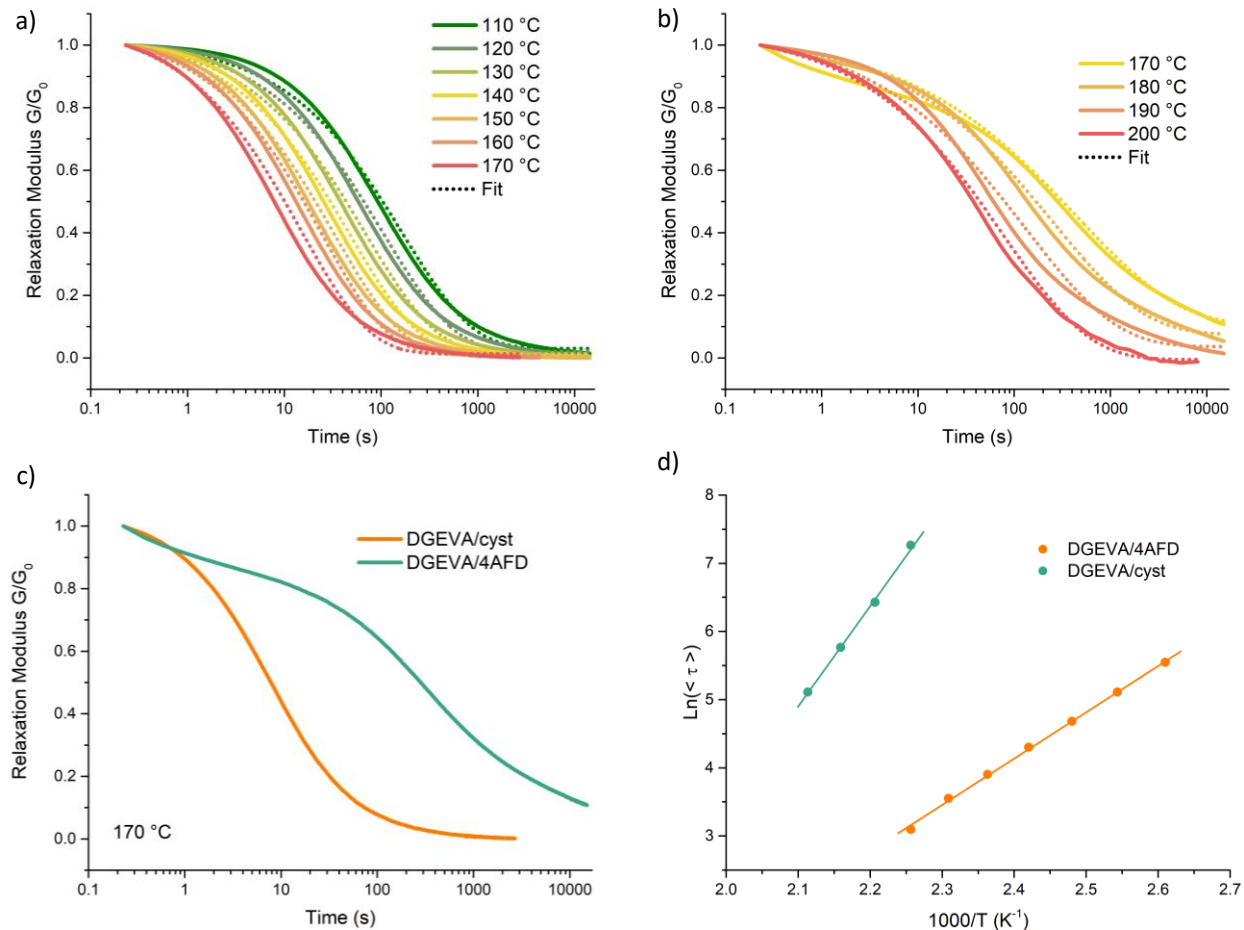 a)
Relaxation Modulus G/G0
1.0
0.8
0.6
0.4
0.2
0.0
110 °C
120 °C
130 °C
140 °C
150 °C
160 °C
170 °C
Fit
0.1 1 10 100 1000 10000
Time (s)
b)
Relaxation Modulus G/G0
1.0
0.8
0.6
0.4
0.2
0.0
170 °C
180 °C
190 °C
200 °C
Fit
0.1 1 10 100 1000 10000
Time (s)
c)
Relaxation Modulus G/G0
1.0
0.8
0.6
0.4
0.2
0.0
DGEVA/cyst
DGEVA/4AFD
170 °C
0.1 1 10 100 1000 10000
Time (s)
d)
Ln(< τ >)
8
7
6
5
4
3
DGEVA/4AFD
DGEVA/cyst
2.0 2.1 2.2 2.3 2.4 2.5 2.6 2.7
1000/T (K-1)